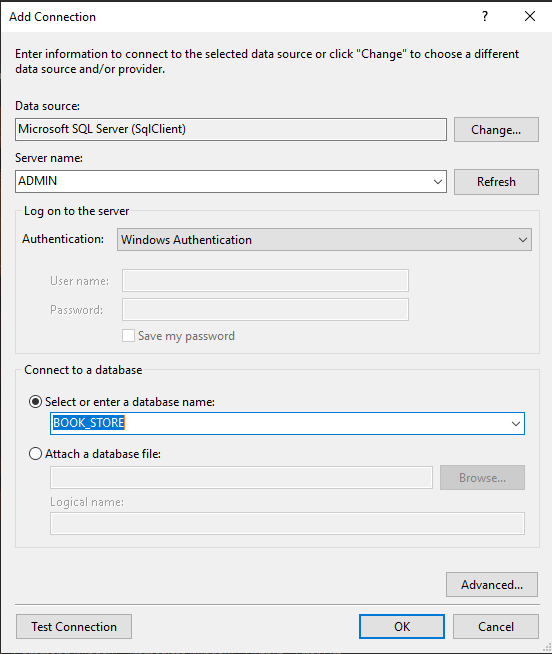 Add Connection
?
Enter information to connect to the selected data source or click "Change" to choose a different
data source and/or provider.
Data source:
Microsoft SQL Server (SqlClient)
Change...
Server name:
ADMIN
Refresh
Log on to the server
Authentication:
Windows Authentication
User name:
Password:
Save my password
Connect to a database
Select or enter a database name:
BOOK_STORE
Attach a database file:
Browse...
Logical name:
Advanced...
Test Connection
OK
Cancel